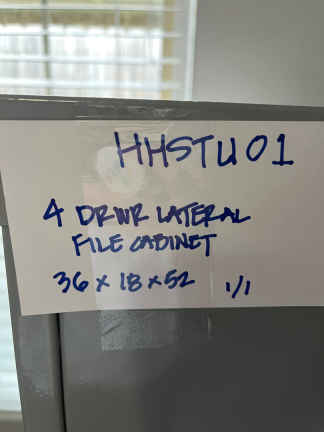 HHSTU01
4 DRWR LATERAL
FILE CABINET
36 x 18 x 52 1/1